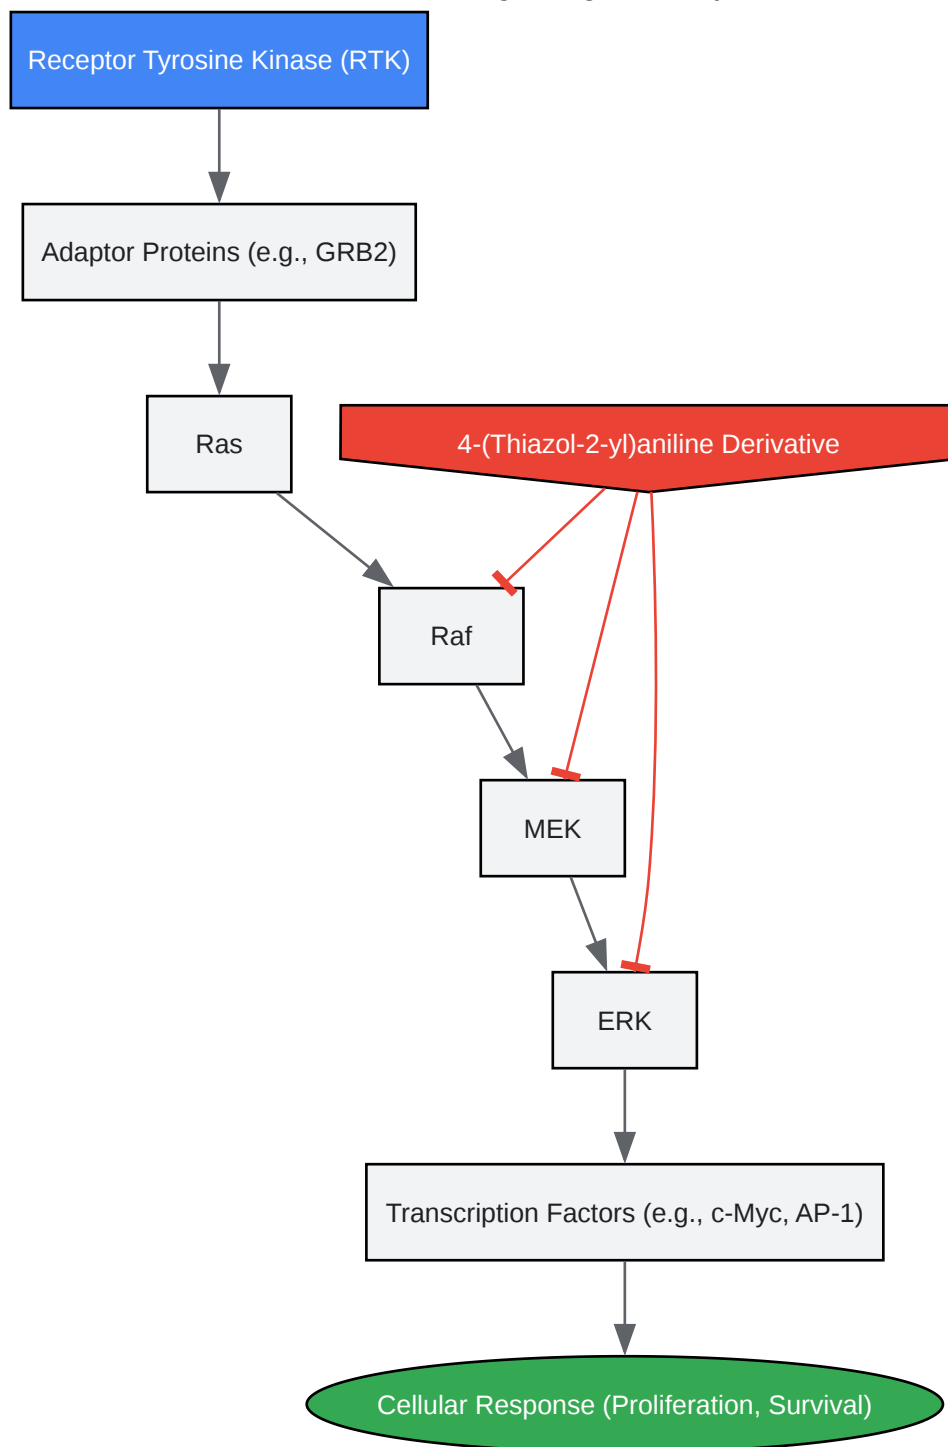 Receptor Tyrosine Kinase (RTK)
Adaptor Proteins (e.g., GRB2)
Ras
4-(Thiazol-2-yl)aniline Derivative
Raf
MEK
ERK
Transcription Factors (e.g., c-Myc, AP-1)
Cellular Response (Proliferation, Survival)